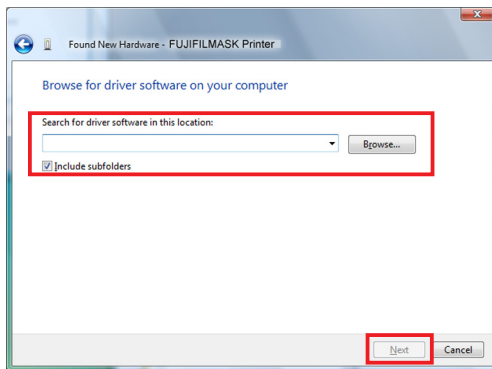 Found New Hardware - FUJIFILMASK Printer
Browse for driver software on your computer
Search for driver software in this location:
Browse...
Include subfolders
Next Cancel